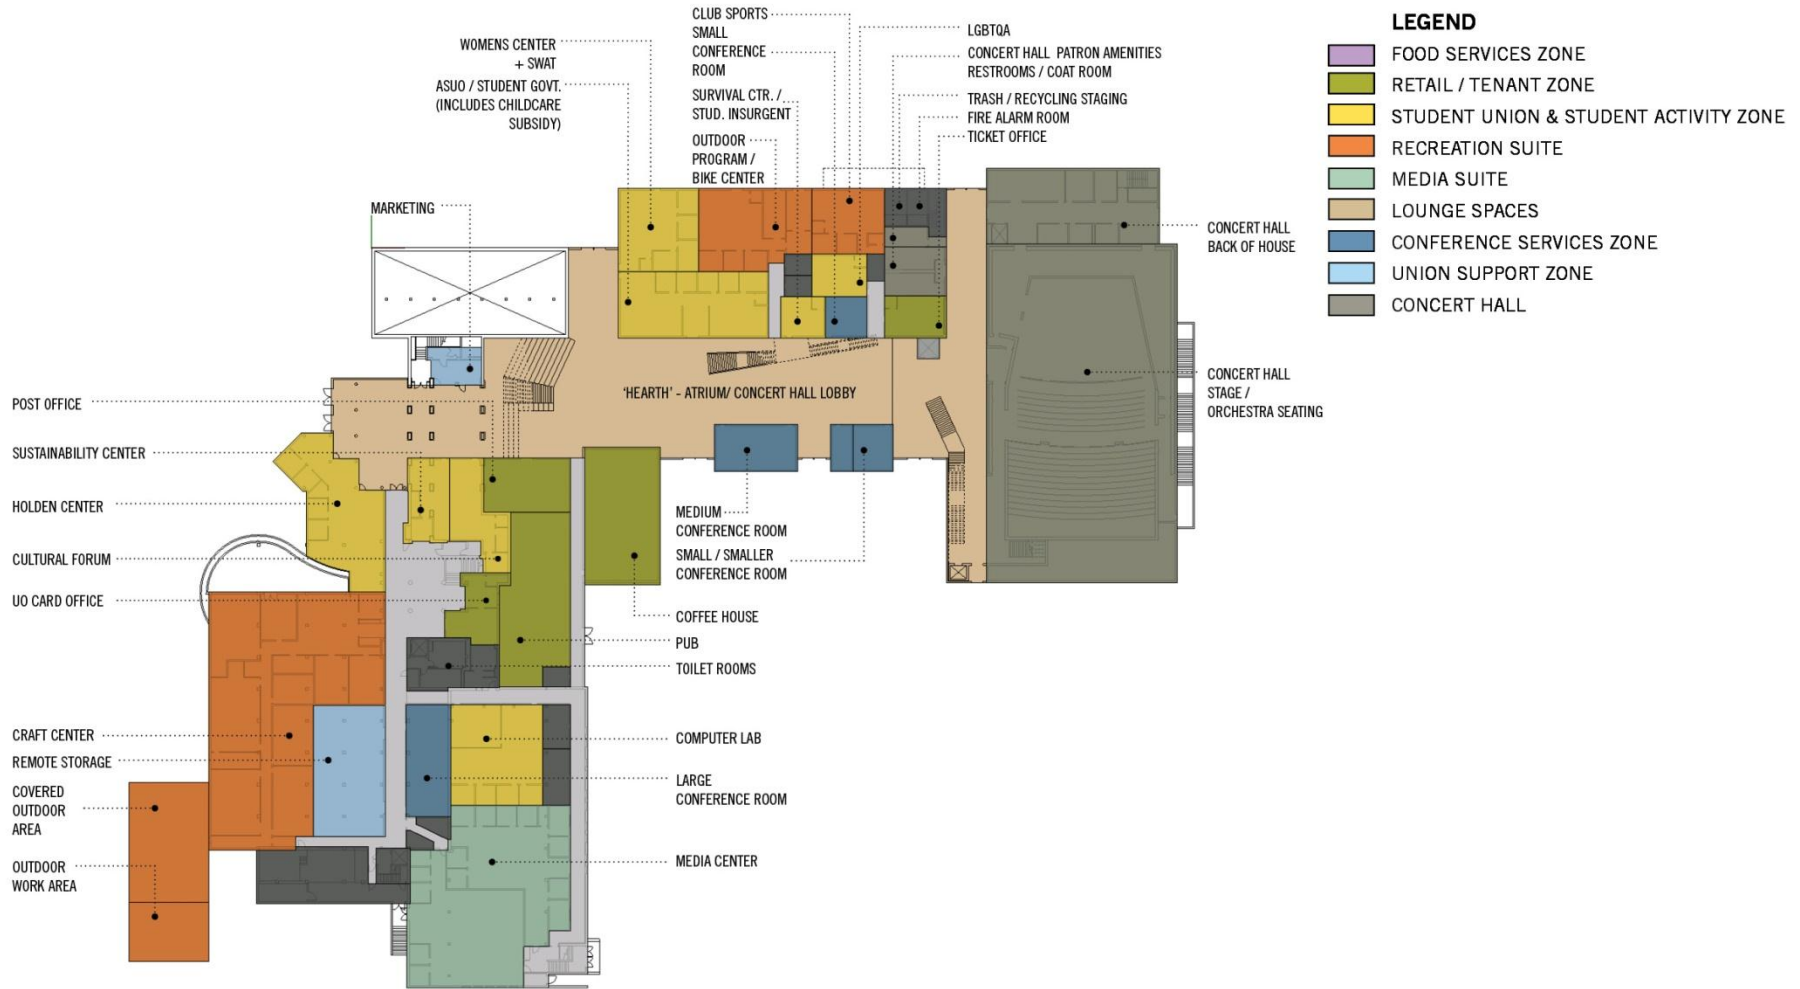 CLUB SPORTS
SMALL
CONFERENCE
ROOM
SURVIVAL CTR. /
STUD. INSURGENT
OUTDOOR
PROGRAM /
BIKE CENTER
WOMENS CENTER
+ SWAT
ASUO / STUDENT GOVT.
(INCLUDES CHILDCARE
SUBSIDY)
MARKETING
LGBTQA
CONCERT HALL PATRON AMENITIES
RESTROOMS / COAT ROOM
TRASH / RECYCLING STAGING
FIRE ALARM ROOM
TICKET OFFICE
CONCERT HALL
BACK OF HOUSE
CONCERT HALL
STAGE /
ORCHESTRA SEATING
'HEARTH' - ATRIUM/ CONCERT HALL LOBBY
POST OFFICE
SUSTAINABILITY CENTER
HOLDEN CENTER
CULTURAL FORUM
UO CARD OFFICE
CRAFT CENTER
REMOTE STORAGE
COVERED
OUTDOOR
AREA
OUTDOOR
WORK AREA
MEDIUM
CONFERENCE ROOM
SMALL / SMALLER
CONFERENCE ROOM
COFFEE HOUSE
PUB
TOILET ROOMS
COMPUTER LAB
LARGE
CONFERENCE ROOM
MEDIA CENTER
LEGEND
FOOD SERVICES ZONE
RETAIL / TENANT ZONE
STUDENT UNION & STUDENT ACTIVITY ZONE
RECREATION SUITE
MEDIA SUITE
LOUNGE SPACES
CONFERENCE SERVICES ZONE
UNION SUPPORT ZONE
CONCERT HALL